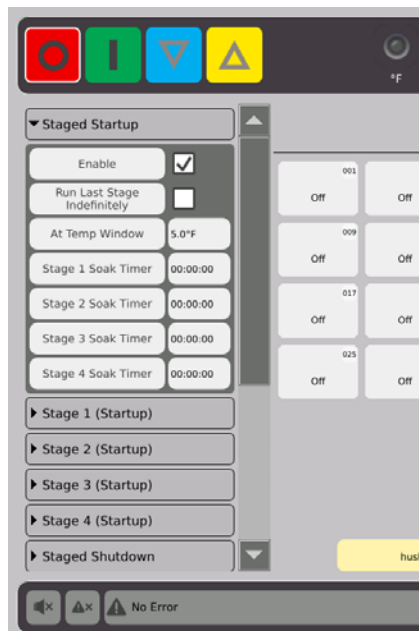 °F
Staged Startup
Enable
Run Last Stage
Indefinitely
At Temp Window 5.0°F
Stage 1 Soak Timer 00:00:00
Stage 2 Soak Timer 00:00:00
Stage 3 Soak Timer 00:00:00
Stage 4 Soak Timer 00:00:00
Stage 1 (Startup)
Stage 2 (Startup)
Stage 3 (Startup)
Stage 4 (Startup)
Staged Shutdown
001
Off Off
009
Off Off
017
Off Off
025
Off Off
No Error